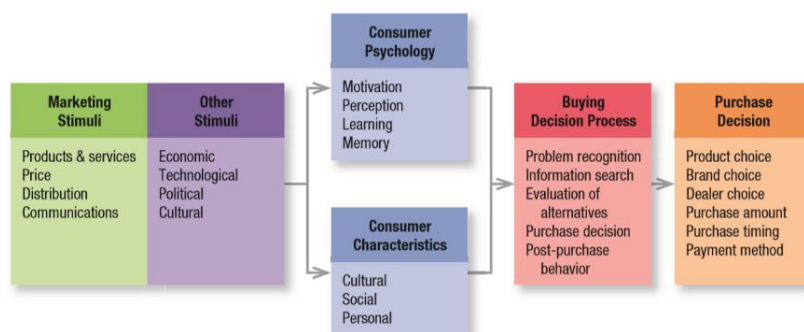 Marketing
Stimuli
Products & services
Price
Distribution
Communications
Other
Stimuli
Economic
Technological
Political
Cultural
Consumer
Psychology
Motivation
Perception
Learning
Memory
Consumer
Characteristics
Cultural
Social
Personal
Buying
Decision Process
Problem recognition
Information search
Evaluation of
alternatives
Purchase decision
Post-purchase
behavior
Purchase
Decision
Product choice
Brand choice
Dealer choice
Purchase amount
Purchase timing
Payment method